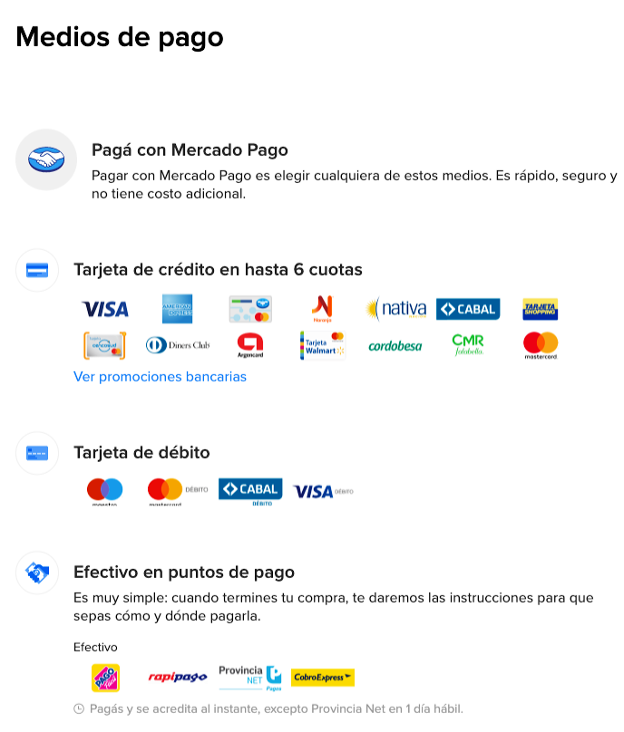 Medios de pago
Pagá con Mercado Pago
Pagar con Mercado Pago es elegir cualquiera de estos medios. Es rápido, seguro y
no tiene costo adicional.
Tarjeta de crédito en hasta 6 cuotas
VISA AMERICAN EXPRESS Naranja nativa CABAL TARJETA SHOPPING
cencosud Diners Club Argencard Tarjeta Walmart cordobesa CMR falabella mastercard
Ver promociones bancarias
Tarjeta de débito
maestro mastercard DÉBITO CABAL DÉBITO VISA DÉBITO
Efectivo en puntos de pago
Es muy simple: cuando termines tu compra, te daremos las instrucciones para que
sepas cómo y dónde pagarla.
Efectivo
PAGO fácil rapipago Provincia NET Pagos CobroExpress
Pagás y se acredita al instante, excepto Provincia Net en 1 día hábil.